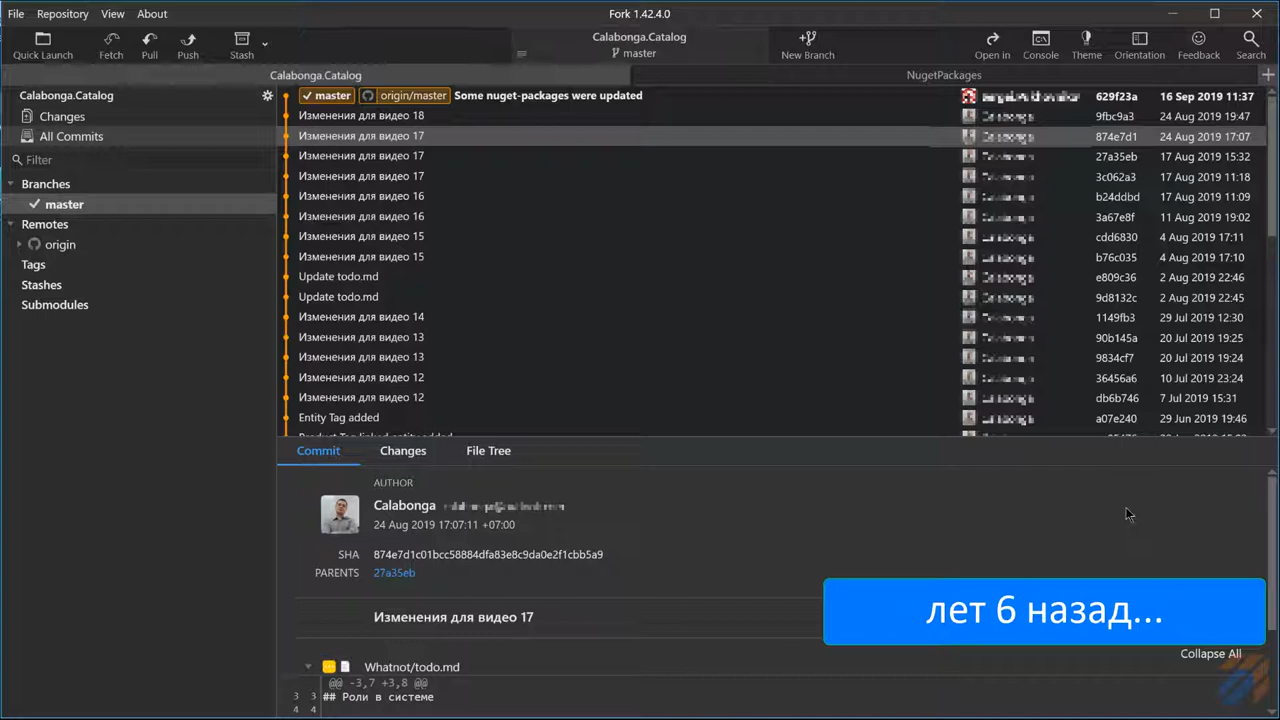 File Repository View About
Fork 1.42.4.0
Quick Launch Fetch Pull Push Stash
Calabonga.Catalog
master
New Branch
Open in Console Theme Orientation Feedback Search
Calabonga.Catalog
NugetPackages
Calabonga.Catalog
Changes
All Commits
Filter
Branches
master
Remotes
origin
Tags
Stashes
Submodules
master origin/master Some nuget-packages were updated 629f23a 16 Sep 2019 11:37
Изменения для видео 18 9fbc9a3 24 Aug 2019 19:47
Изменения для видео 17 874e7d1 24 Aug 2019 17:07
Изменения для видео 17 27a35eb 17 Aug 2019 15:32
Изменения для видео 17 3c062a3 17 Aug 2019 11:18
Изменения для видео 16 b24ddbd 17 Aug 2019 11:09
Изменения для видео 16 3a67e8f 11 Aug 2019 19:02
Изменения для видео 15 cdd6830 4 Aug 2019 17:11
Изменения для видео 15 b76c035 4 Aug 2019 17:10
Update todo.md e809c36 2 Aug 2019 22:46
Update todo.md 9d8132c 2 Aug 2019 22:45
Изменения для видео 14 1149fb3 29 Jul 2019 12:30
Изменения для видео 13 90b145a 20 Jul 2019 19:25
Изменения для видео 13 9834cf7 20 Jul 2019 19:24
Изменения для видео 12 36456a6 10 Jul 2019 23:24
Изменения для видео 12 db6b746 7 Jul 2019 15:31
Entity Tag added a07e240 29 Jun 2019 19:46
Commit Changes File Tree
AUTHOR
Calabonga
24 Aug 2019 17:07:11 +07:00
SHA 874e7d1c01bcc58884dfa83e8c9da0e2f1cbb5a9
PARENTS 27a35eb
Изменения для видео 17
лет 6 назад...
Collapse All
Whatnot/todo.md
@@ -3,7 +3,8 @@
3 3 ## Роли в системе
4 4